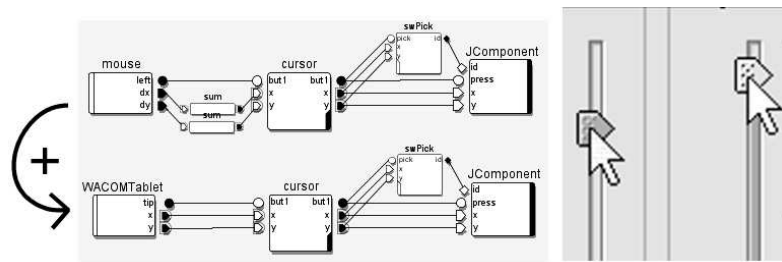 swPick
pick id
x
y
mouse
cursor
JComponent
left
dx
dy
sum
sum
but1 but1
x x
y y
id
press
x
y
+
swPick
pick id
x
y
WACOMTablet
cursor
JComponent
tip
x
y
but1 but1
x x
y y
id
press
x
y